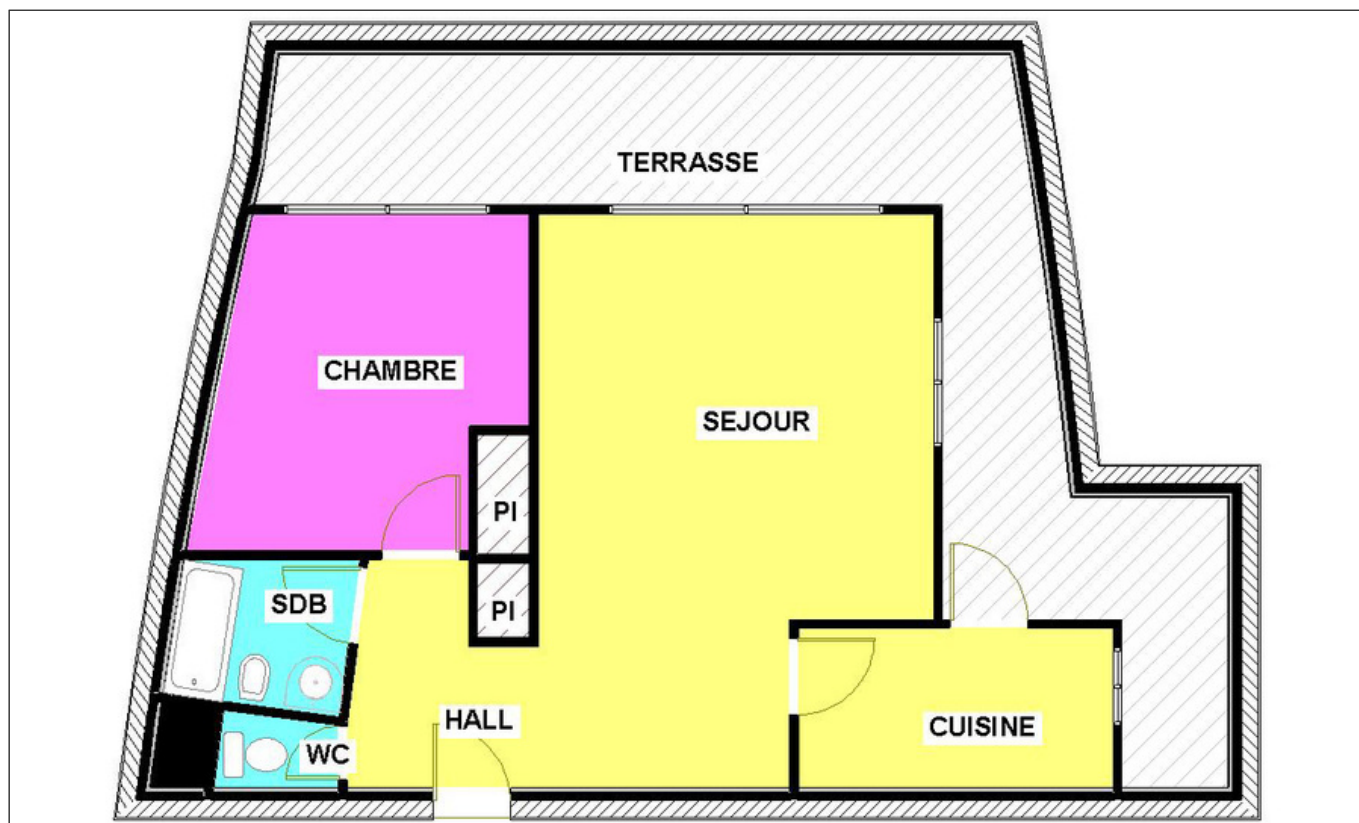 TERRASSE
CHAMBRE
SEJOUR
PI
PI
SDB
HALL
WC
CUISINE